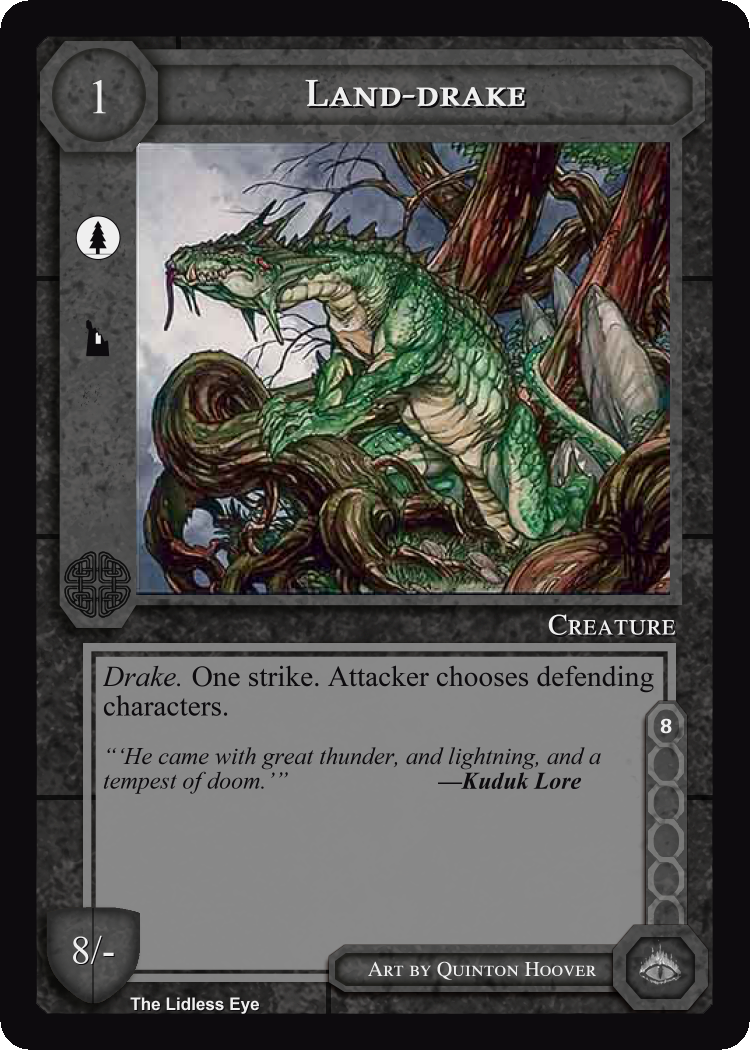 1
LAND-DRAKE
CREATURE
Drake. One strike. Attacker chooses defending
characters.
“‘He came with great thunder, and lightning, and a
tempest of doom.’” —Kuduk Lore
8
8/-
ART BY QUINTON HOOVER
The Lidless Eye